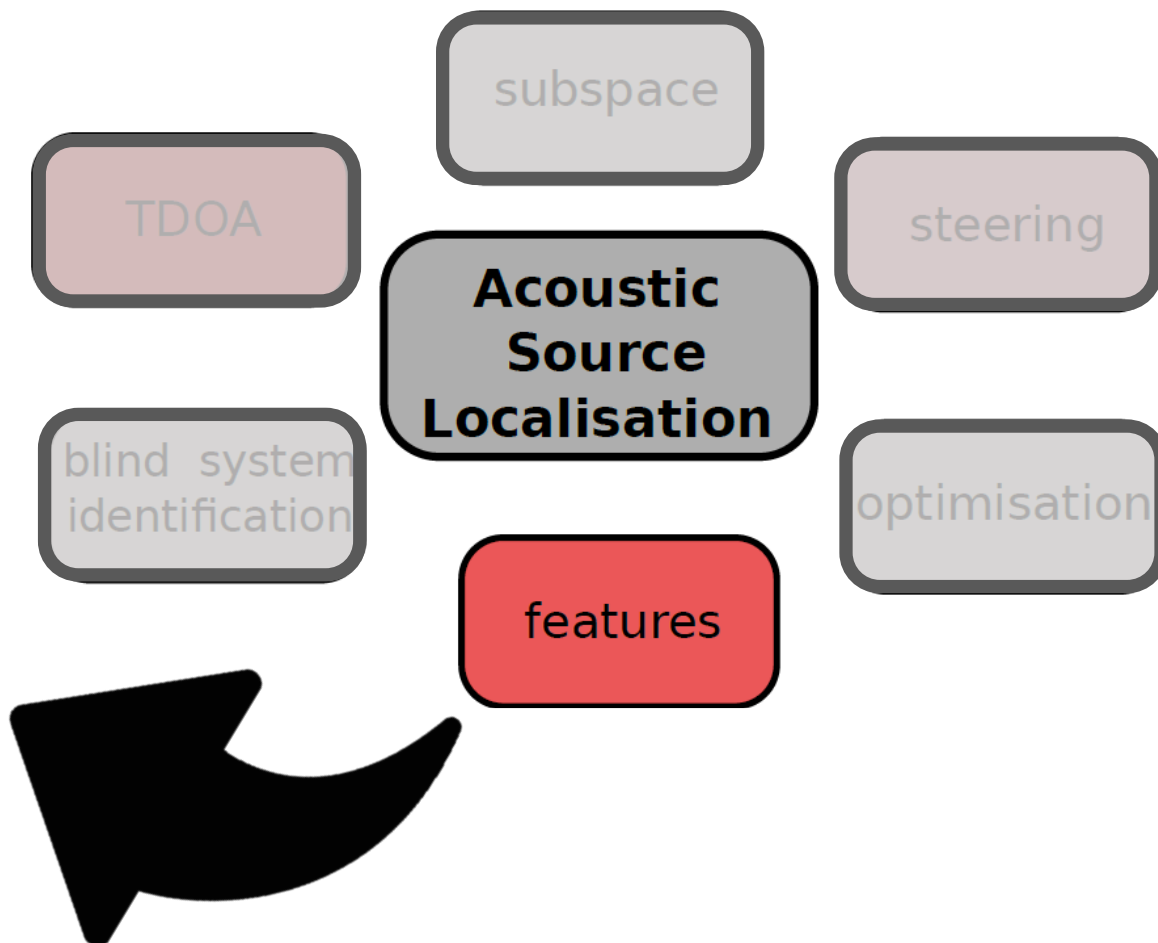 subspace
TDOA
steering
Acoustic
Source
Localisation
blind system
identification
optimisation
features